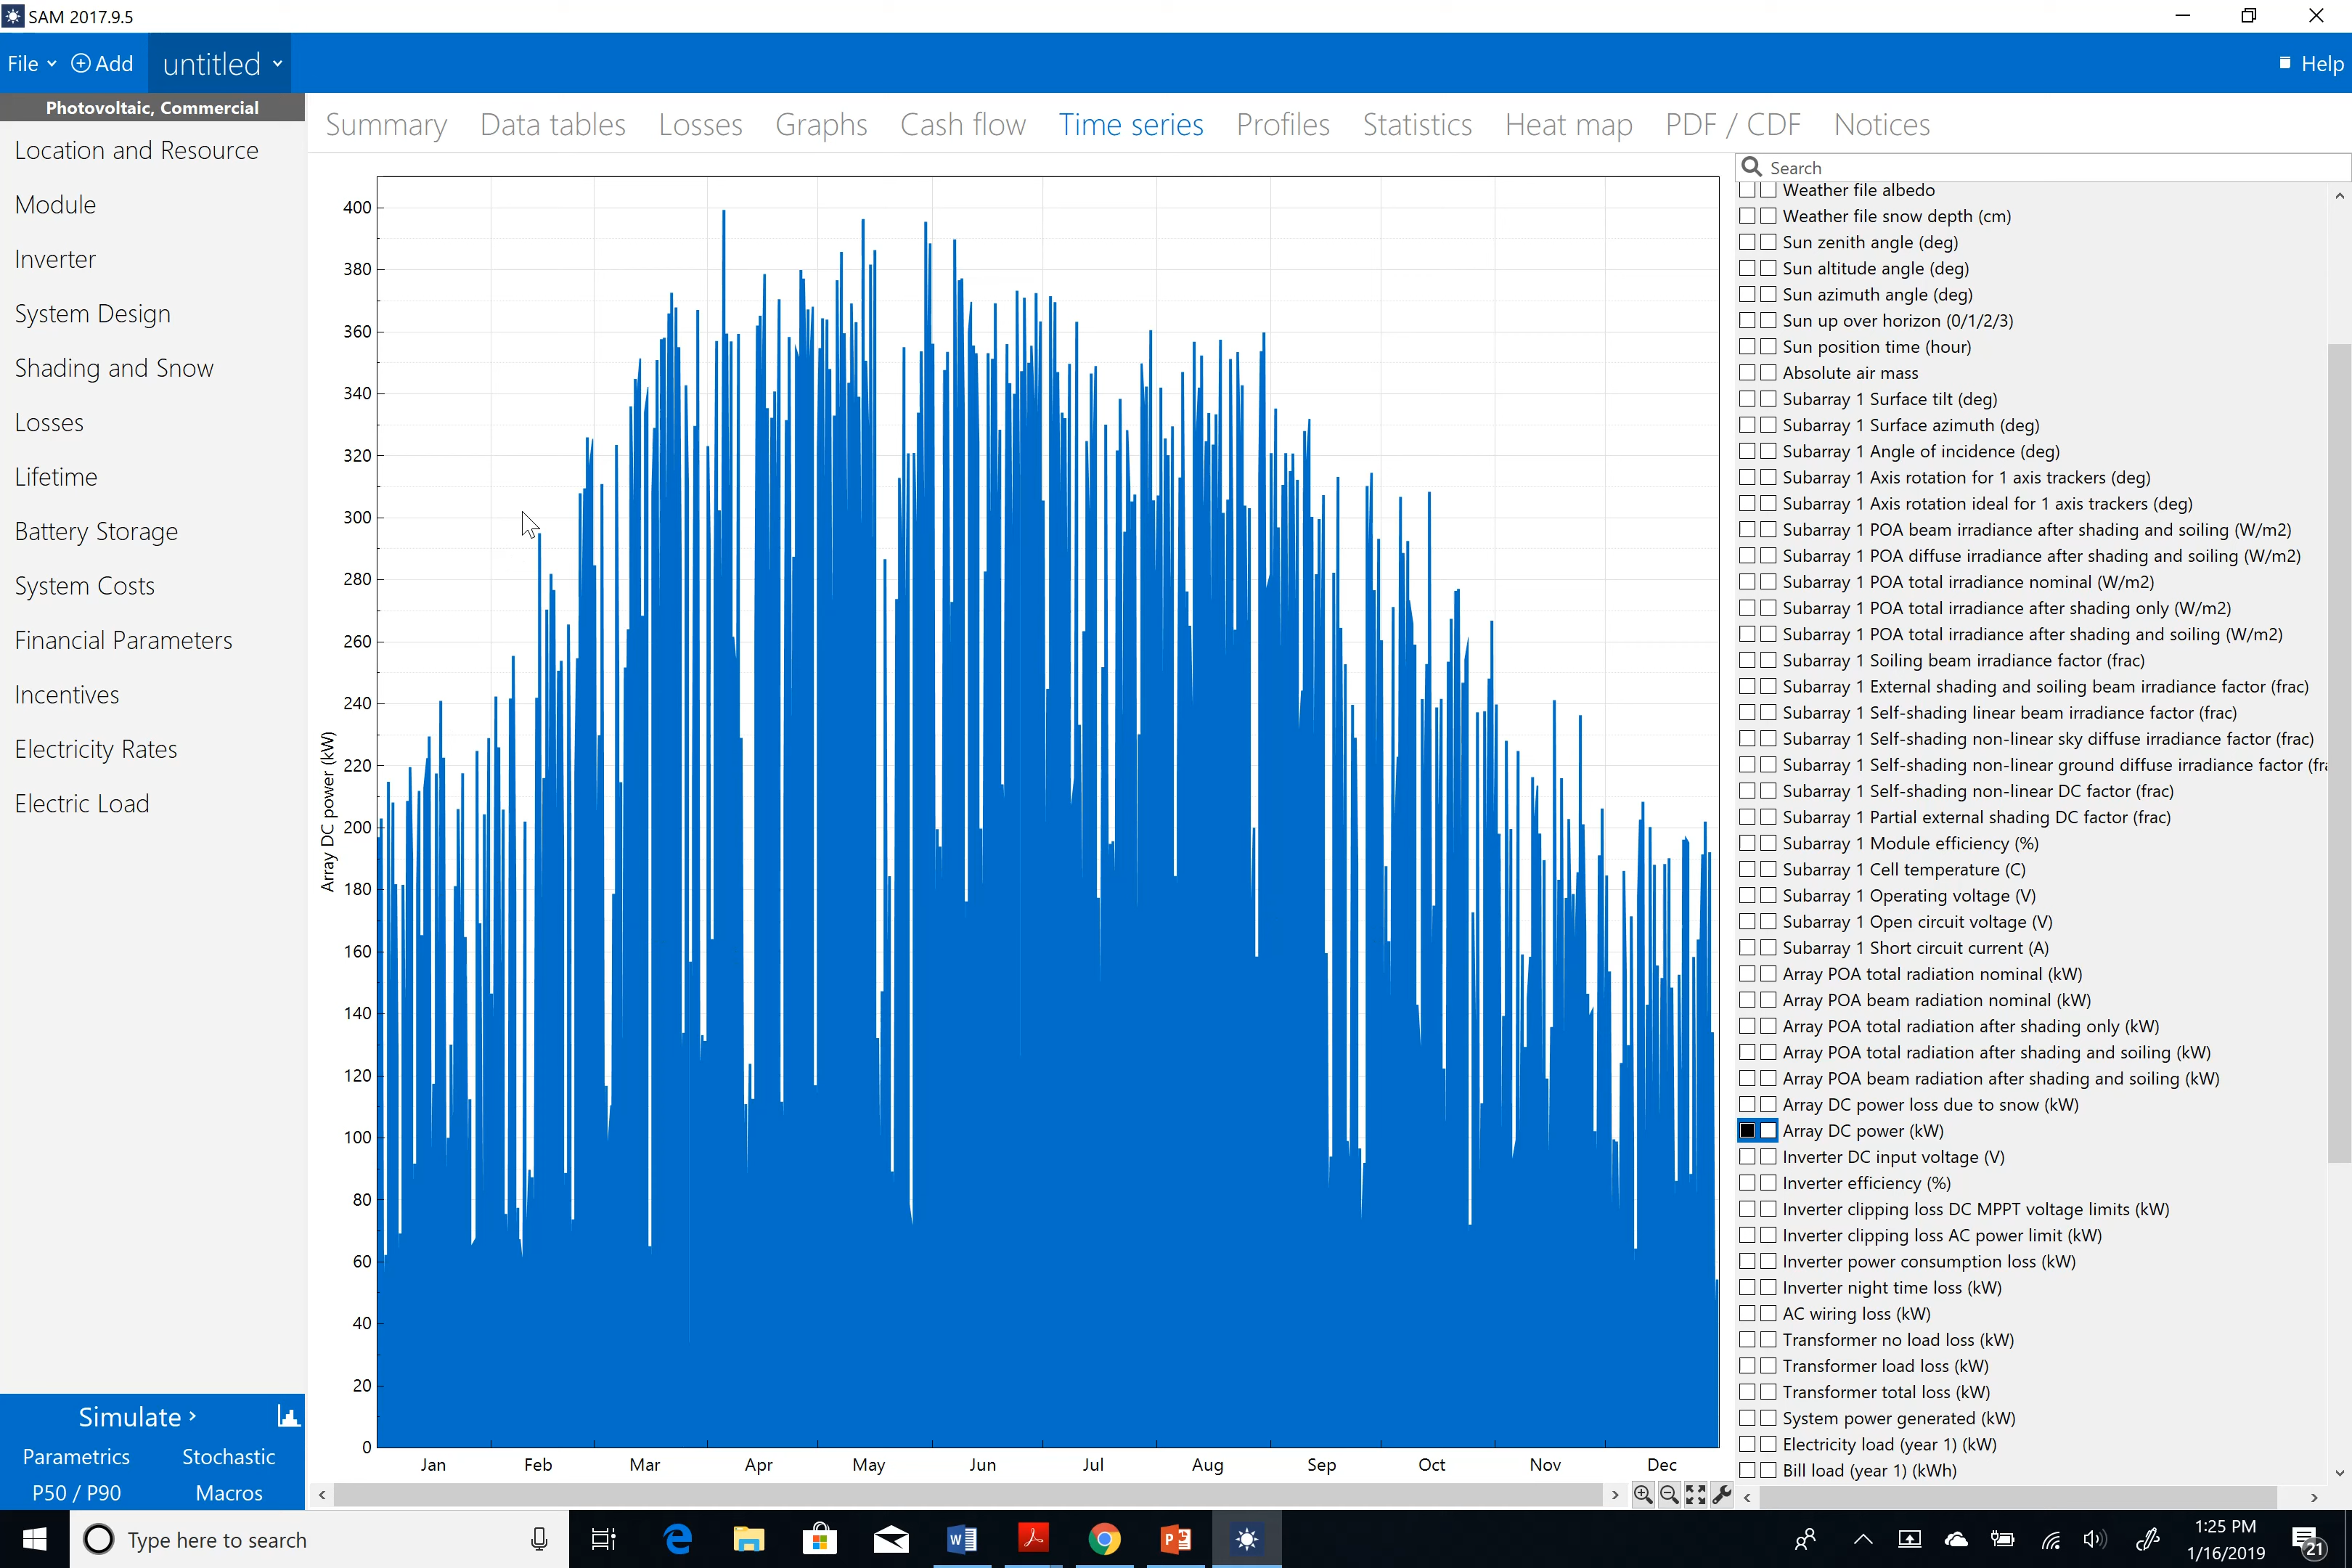 SAM 2017.9.5
File Add untitled Help
Photovoltaic, Commercial
Location and Resource
Module
Inverter
System Design
Shading and Snow
Losses
Lifetime
Battery Storage
System Costs
Financial Parameters
Incentives
Electricity Rates
Electric Load
Simulate >
Parametrics Stochastic
P50 / P90 Macros
Summary Data tables Losses Graphs Cash flow Time series Profiles Statistics Heat map PDF / CDF Notices
Array DC power (kW)
400
380
360
340
320
300
280
260
240
220
200
180
160
140
120
100
80
60
40
20
0
Jan Feb Mar Apr May Jun Jul Aug Sep Oct Nov Dec
Search
Weather file albedo
Weather file snow depth (cm)
Sun zenith angle (deg)
Sun altitude angle (deg)
Sun azimuth angle (deg)
Sun up over horizon (0/1/2/3)
Sun position time (hour)
Absolute air mass
Subarray 1 Surface tilt (deg)
Subarray 1 Surface azimuth (deg)
Subarray 1 Angle of incidence (deg)
Subarray 1 Axis rotation for 1 axis trackers (deg)
Subarray 1 Axis rotation ideal for 1 axis trackers (deg)
Subarray 1 POA beam irradiance after shading and soiling (W/m2)
Subarray 1 POA diffuse irradiance after shading and soiling (W/m2)
Subarray 1 POA total irradiance nominal (W/m2)
Subarray 1 POA total irradiance after shading only (W/m2)
Subarray 1 POA total irradiance after shading and soiling (W/m2)
Subarray 1 Soiling beam irradiance factor (frac)
Subarray 1 External shading and soiling beam irradiance factor (frac)
Subarray 1 Self-shading linear beam irradiance factor (frac)
Subarray 1 Self-shading non-linear sky diffuse irradiance factor (frac)
Subarray 1 Self-shading non-linear ground diffuse irradiance factor (fra
Subarray 1 Self-shading non-linear DC factor (frac)
Subarray 1 Partial external shading DC factor (frac)
Subarray 1 Module efficiency (%)
Subarray 1 Cell temperature (C)
Subarray 1 Operating voltage (V)
Subarray 1 Open circuit voltage (V)
Subarray 1 Short circuit current (A)
Array POA total radiation nominal (kW)
Array POA beam radiation nominal (kW)
Array POA total radiation after shading only (kW)
Array POA total radiation after shading and soiling (kW)
Array POA beam radiation after shading and soiling (kW)
Array DC power loss due to snow (kW)
Array DC power (kW)
Inverter DC input voltage (V)
Inverter efficiency (%)
Inverter clipping loss DC MPPT voltage limits (kW)
Inverter clipping loss AC power limit (kW)
Inverter power consumption loss (kW)
Inverter night time loss (kW)
AC wiring loss (kW)
Transformer no load loss (kW)
Transformer load loss (kW)
Transformer total loss (kW)
System power generated (kW)
Electricity load (year 1) (kW)
Bill load (year 1) (kWh)
Type here to search
1:25 PM
1/16/2019
21